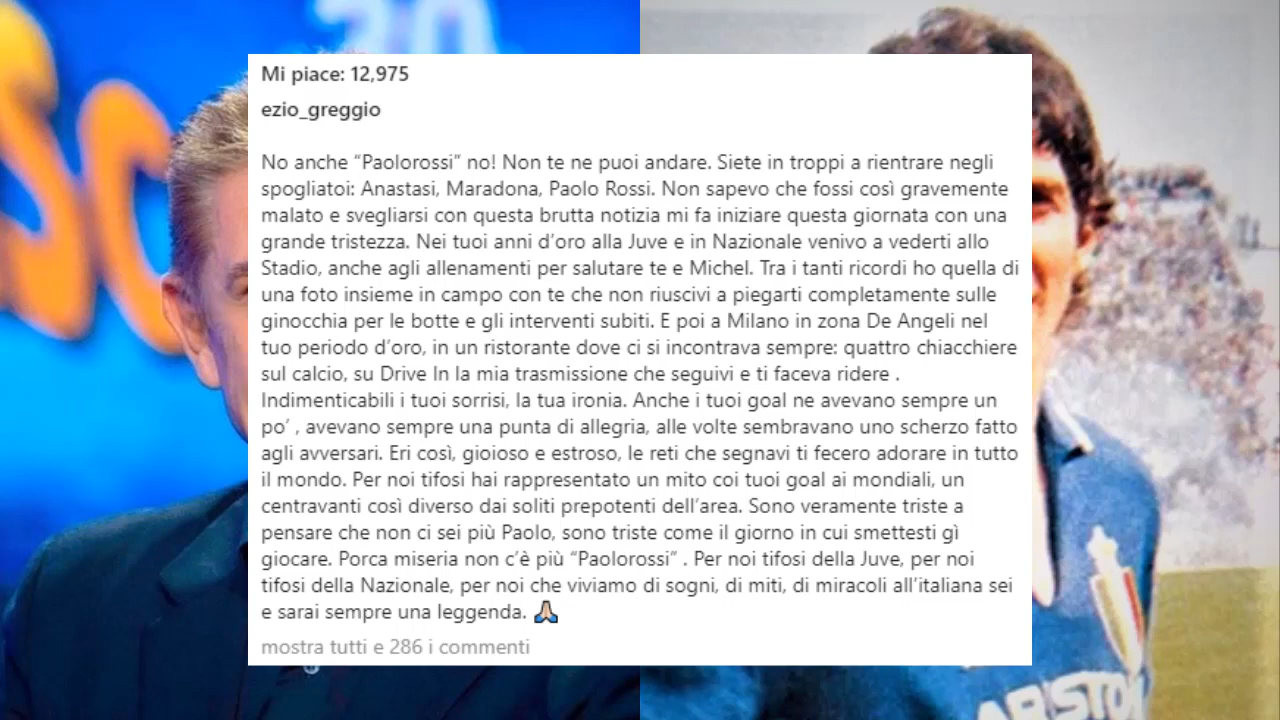 30
Sc
Mi piace: 12,975
ezio_greggio
No anche “Paolorossi” no! Non te ne puoi andare. Siete in troppi a rientrare negli
spogliatoi: Anastasi, Maradona, Paolo Rossi. Non sapevo che fossi così gravemente
malato e svegliarsi con questa brutta notizia mi fa iniziare questa giornata con una
grande tristezza. Nei tuoi anni d’oro alla Juve e in Nazionale venivo a vederti allo
Stadio, anche agli allenamenti per salutare te e Michel. Tra i tanti ricordi ho quella di
una foto insieme in campo con te che non riuscivi a piegarti completamente sulle
ginocchia per le botte e gli interventi subiti. E poi a Milano in zona De Angeli nel
tuo periodo d’oro, in un ristorante dove ci si incontrava sempre: quattro chiacchiere
sul calcio, su Drive In la mia trasmissione che seguivi e ti faceva ridere .
Indimenticabili i tuoi sorrisi, la tua ironia. Anche i tuoi goal ne avevano sempre un
po’ , avevano sempre una punta di allegria, alle volte sembravano uno scherzo fatto
agli avversari. Eri così, gioioso e estroso, le reti che segnavi ti fecero adorare in tutto
il mondo. Per noi tifosi hai rappresentato un mito coi tuoi goal ai mondiali, un
centravanti così diverso dai soliti prepotenti dell’area. Sono veramente triste a
pensare che non ci sei più Paolo, sono triste come il giorno in cui smettesti gì
giocare. Porca miseria non c’è più “Paolorossi” . Per noi tifosi della Juve, per noi
tifosi della Nazionale, per noi che viviamo di sogni, di miti, di miracoli all’italiana sei
e sarai sempre una leggenda. 🙏🏻
mostra tutti e 286 i commenti
ARISTON